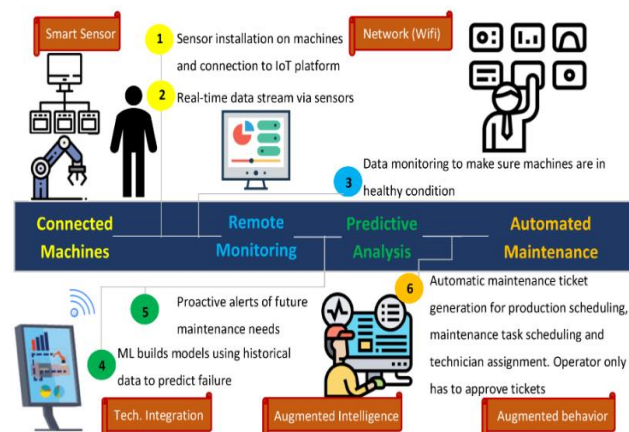 Smart Sensor
1
Sensor installation on machines
and connection to IoT platform
Network (Wifi)
2
Real-time data stream via sensors
3
Data monitoring to make sure machines are in
healthy condition
Connected
Machines
Remote
Monitoring
Predictive
Analysis
Automated
Maintenance
5
Proactive alerts of future
maintenance needs
4
ML builds models using historical
data to predict failure
6
Automatic maintenance ticket
generation for production scheduling,
maintenance task scheduling and
technician assignment. Operator only
has to approve tickets
Tech. Integration
Augmented Intelligence
Augmented behavior